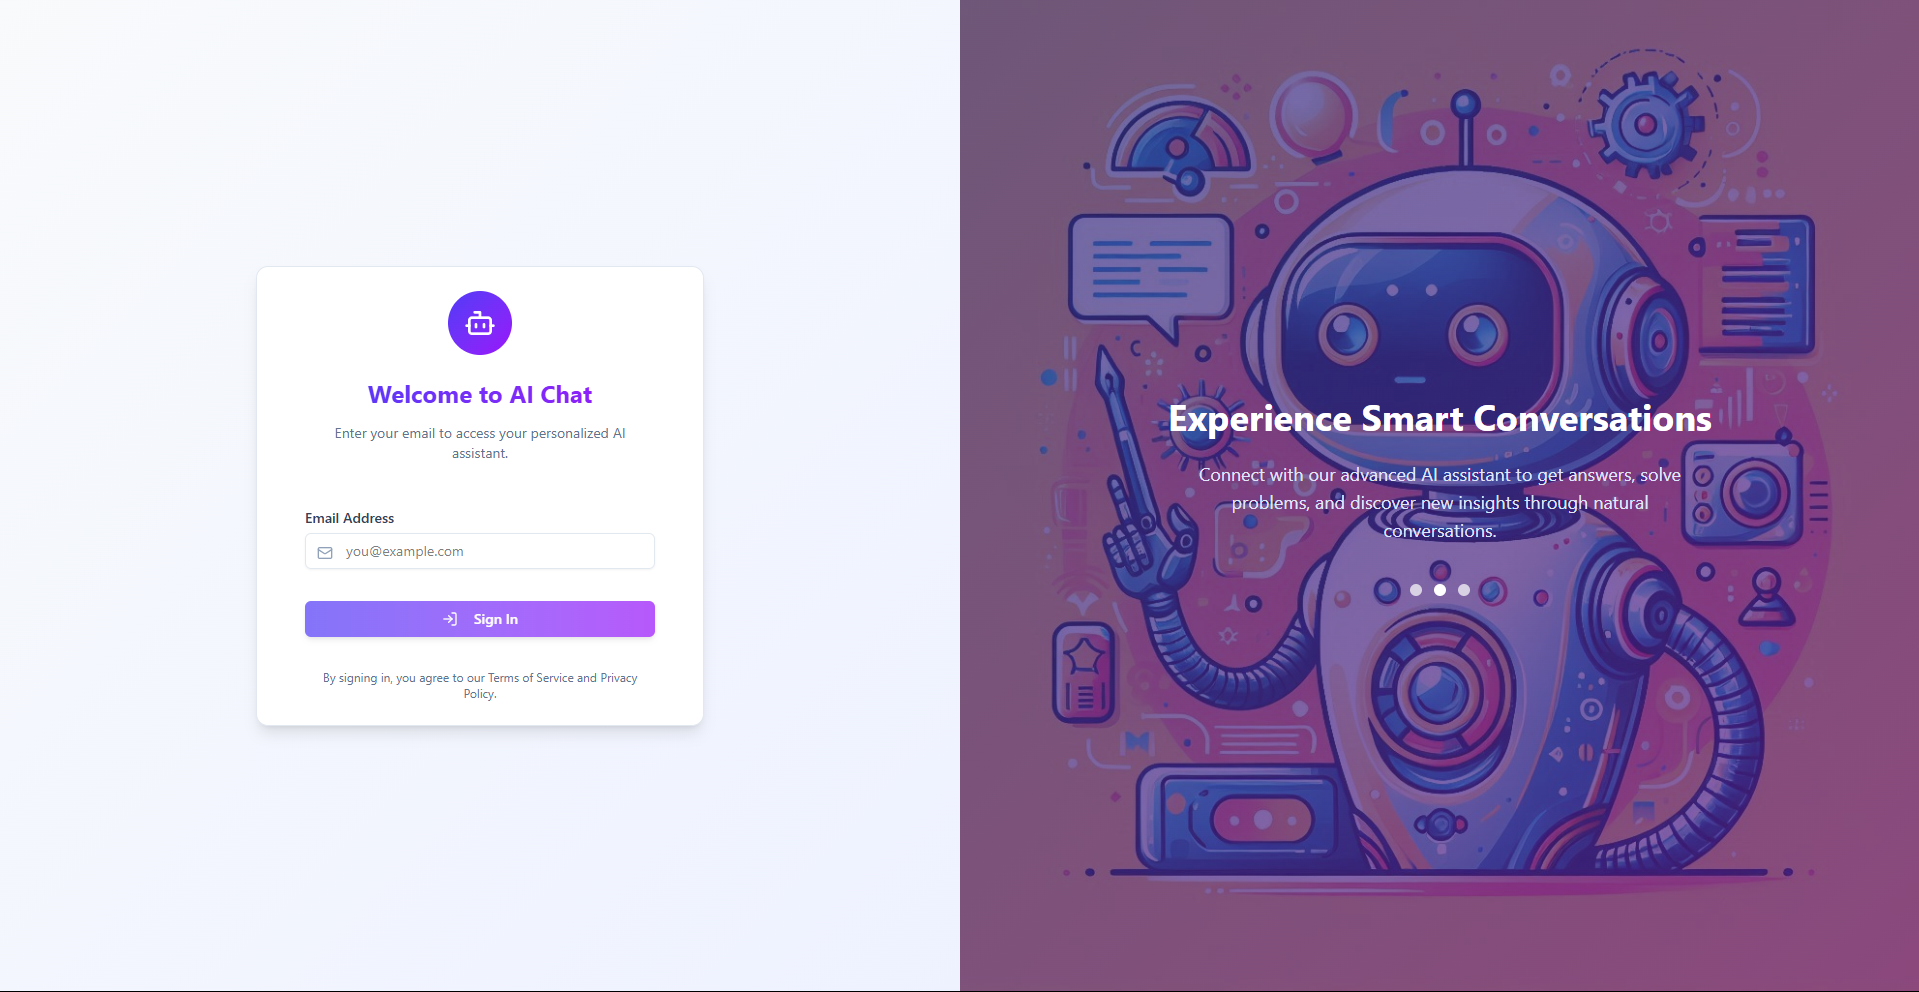 Welcome to AI Chat
Enter your email to access your personalized AI
assistant.
Email Address
you@example.com
Sign In
By signing in, you agree to our Terms of Service and Privacy
Policy.
Experience Smart Conversations
Connect with our advanced AI assistant to get answers, solve
problems, and discover new insights through natural
conversations.